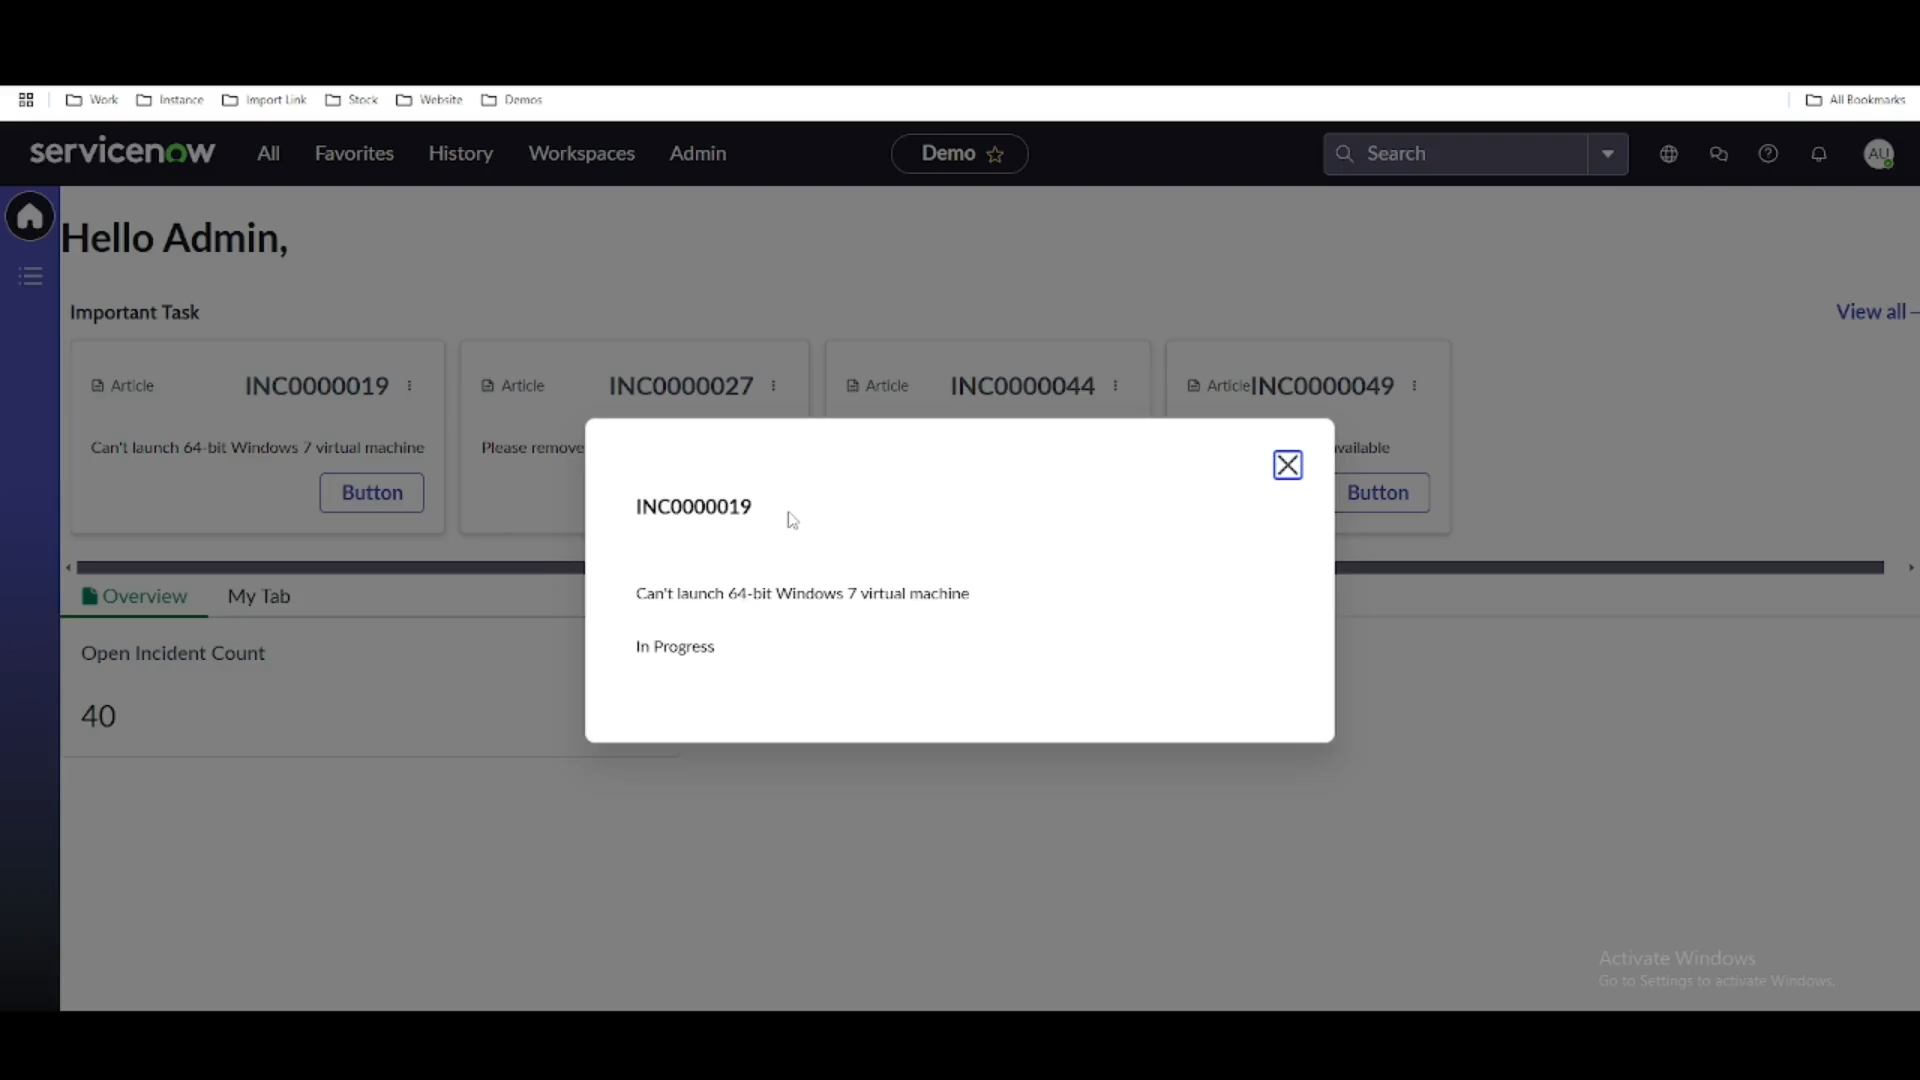 Work Instance Import Link Stock Website Demos All Bookmarks
servicenow All Favorites History Workspaces Admin Demo Search AU
Hello Admin,
Important Task View all
Article INC0000019 Article INC0000027 Article INC0000044 Article INC0000049
Can't launch 64-bit Windows 7 virtual machine Please remove
Button Button
INC0000019
Can't launch 64-bit Windows 7 virtual machine
In Progress
Overview My Tab
Open Incident Count
40
Activate Windows
Go to Settings to activate Windows.